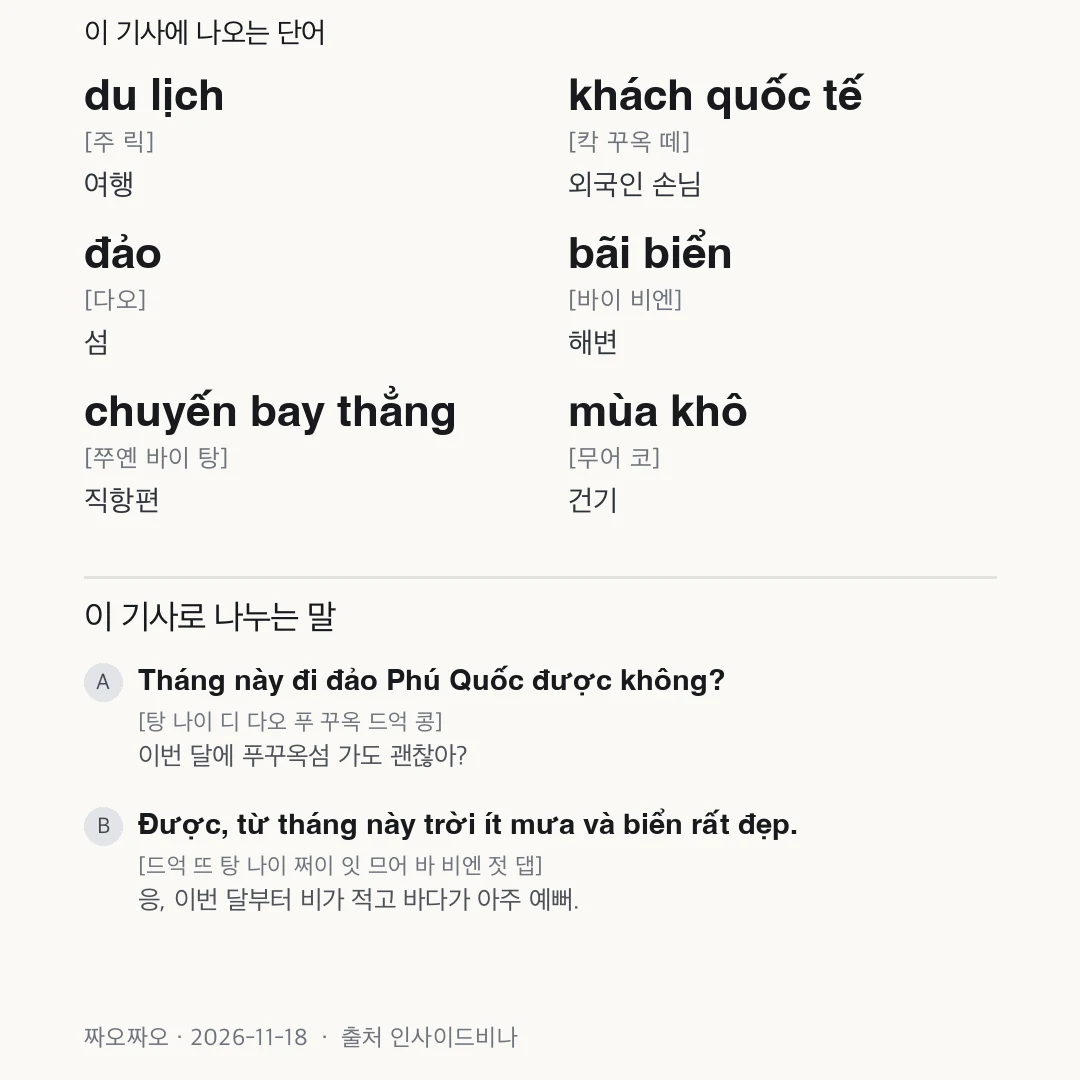 이 기사에 나오는 단어
du lịch
[주 릭]
여행
khách quốc tế
[칵 꾸옥 떼]
외국인 손님
đảo
[다오]
섬
bãi biển
[바이 비엔]
해변
chuyến bay thẳng
[쭈옌 바이 탕]
직항편
mùa khô
[무어 코]
건기
이 기사로 나누는 말
A
Tháng này đi đảo Phú Quốc được không?
[탕 나이 디 다오 푸 꾸옥 드억 콩]
이번 달에 푸꾸옥섬 가도 괜찮아?
B
Được, từ tháng này trời ít mưa và biển rất đẹp.
[드억 뜨 탕 나이 쩌이 잇 므어 바 비엔 젓 댑]
응, 이번 달부터 비가 적고 바다가 아주 예뻐.
짜오짜오 · 2026-11-18 · 출처 인사이드비나